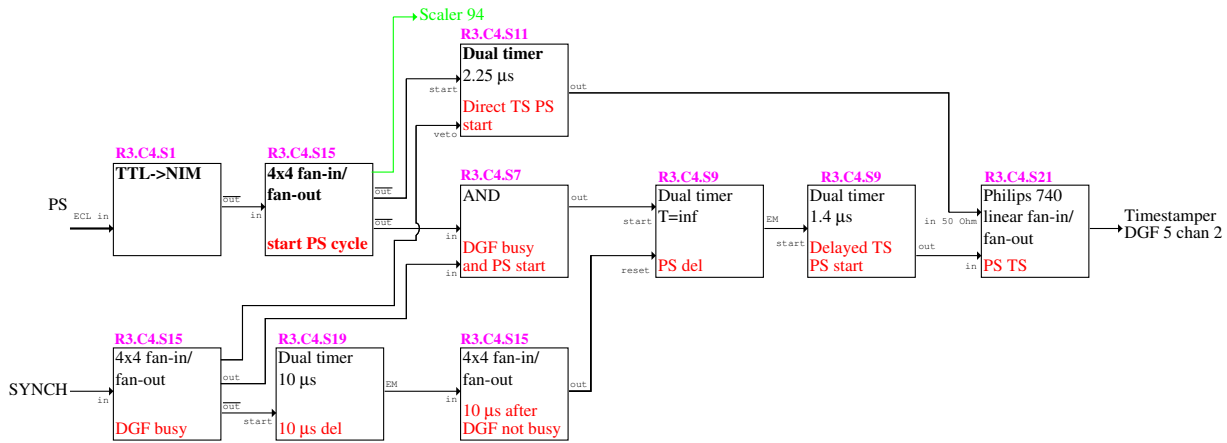 Scaler 94
R3.C4.S11
Dual timer
2.25 µs
start
Direct TS PS
start
veto
out
R3.C4.S1
TTL->NIM
PS
ECL in
out
R3.C4.S15
4x4 fan-in/
fan-out
in
start PS cycle
out
out
R3.C4.S7
AND
in
DGF busy
and PS start
in
out
R3.C4.S9
Dual timer
T=inf
start
PS del
reset
EM
R3.C4.S9
Dual timer
1.4 µs
start
Delayed TS
PS start
out
R3.C4.S21
Philips 740
linear fan-in/
fan-out
in 50 Ohm
PS TS
in
Timestamper
DGF 5 chan 2
R3.C4.S15
4x4 fan-in/
fan-out
SYNCH
in
DGF busy
out
out
R3.C4.S19
Dual timer
10 µs
start
10 µs del
EM
R3.C4.S15
4x4 fan-in/
fan-out
in
10 µs after
DGF not busy
out